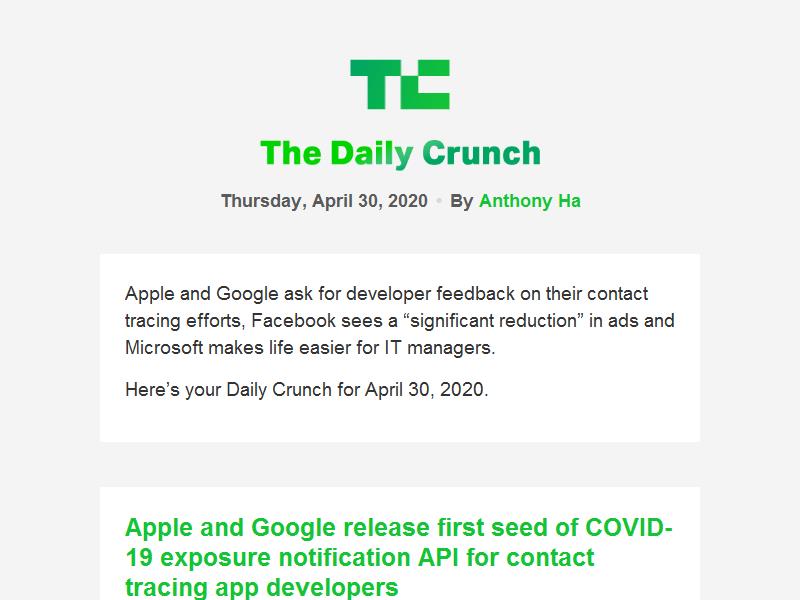 TC
The Daily Crunch
Thursday, April 30, 2020 • By Anthony Ha
Apple and Google ask for developer feedback on their contact
tracing efforts, Facebook sees a “significant reduction” in ads and
Microsoft makes life easier for IT managers.
Here’s your Daily Crunch for April 30, 2020.
Apple and Google release first seed of COVID-
19 exposure notification API for contact
tracing app developers